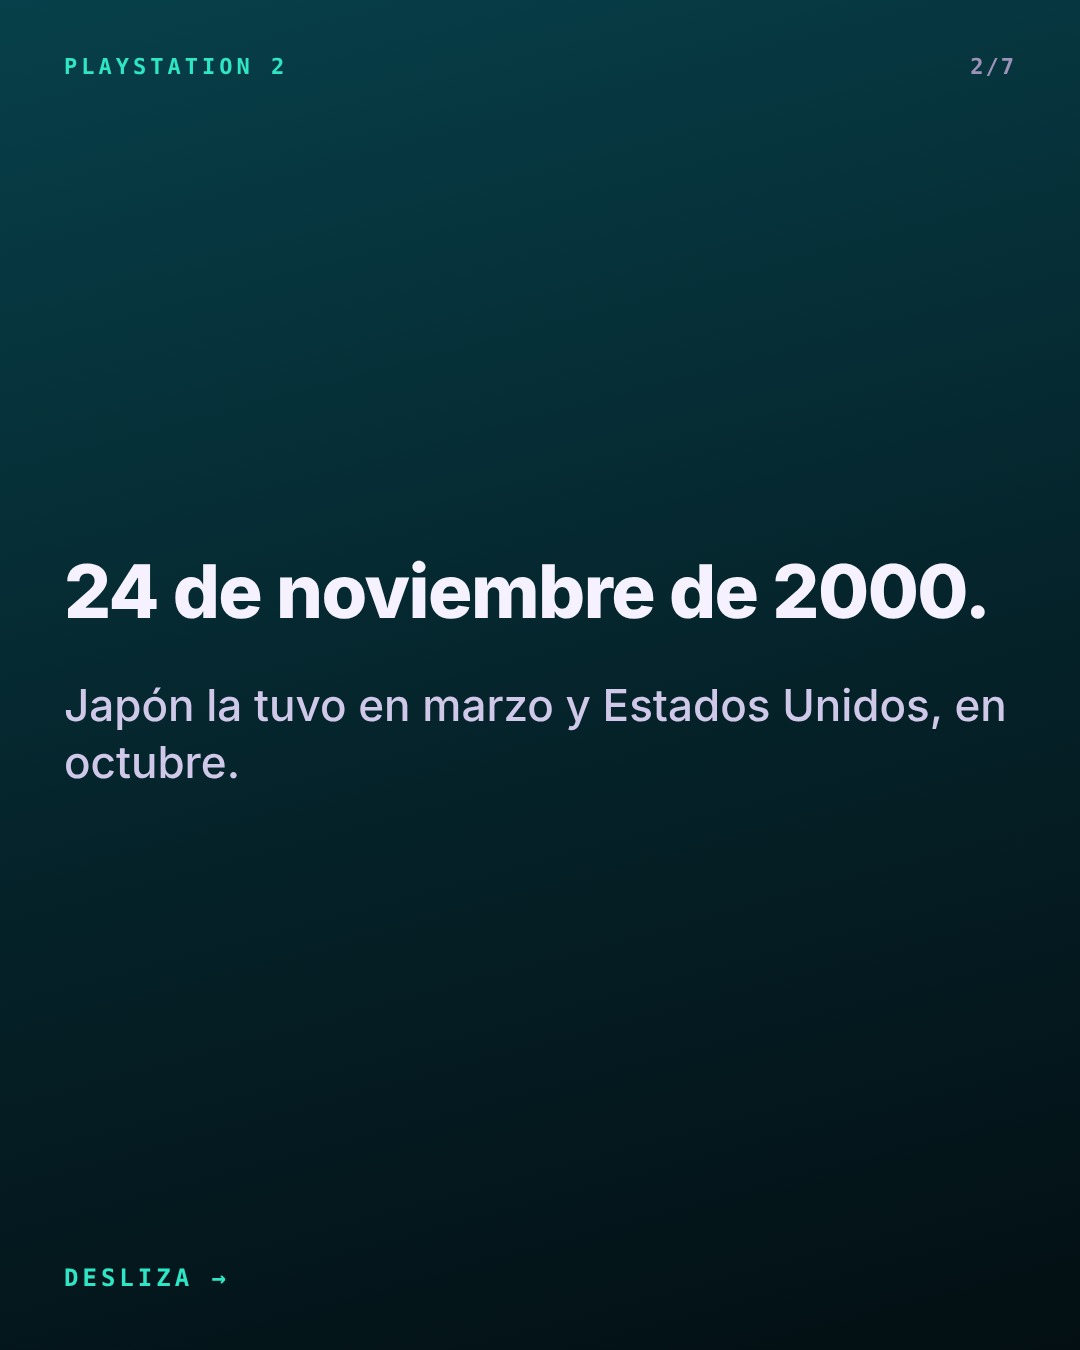 PLAYSTATION 2
2/7
24 de noviembre de 2000.
Japón la tuvo en marzo y Estados Unidos, en
octubre.
DESLIZA →